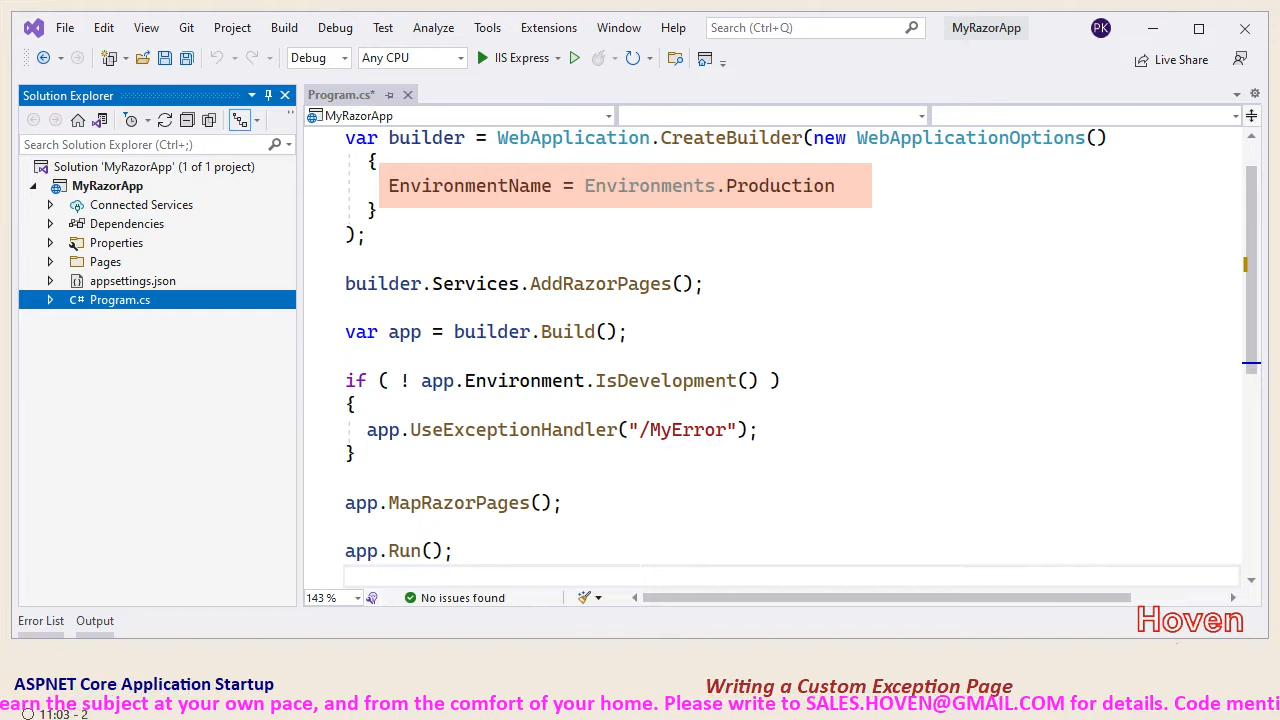 File Edit View Git Project Build Debug Test Analyze Tools Extensions Window Help Search (Ctrl+Q) MyRazorApp PK
Debug Any CPU IIS Express Live Share
Solution Explorer
Search Solution Explorer (Ctrl+;)
Solution 'MyRazorApp' (1 of 1 project)
MyRazorApp
Connected Services
Dependencies
Properties
Pages
appsettings.json
C# Program.cs
Program.cs*
MyRazorApp
var builder = WebApplication.CreateBuilder(new WebApplicationOptions()
{
EnvironmentName = Environments.Production
}
);
builder.Services.AddRazorPages();
var app = builder.Build();
if ( ! app.Environment.IsDevelopment() )
{
app.UseExceptionHandler("/MyError");
}
app.MapRazorPages();
app.Run();
143 % No issues found
Error List Output
Hoven
ASPNET Core Application Startup
Writing a Custom Exception Page
earn the subject at your own pace, and from the comfort of your home. Please write to SALES.HOVEN@GMAIL.COM for details. Code menti
11:03 - 2